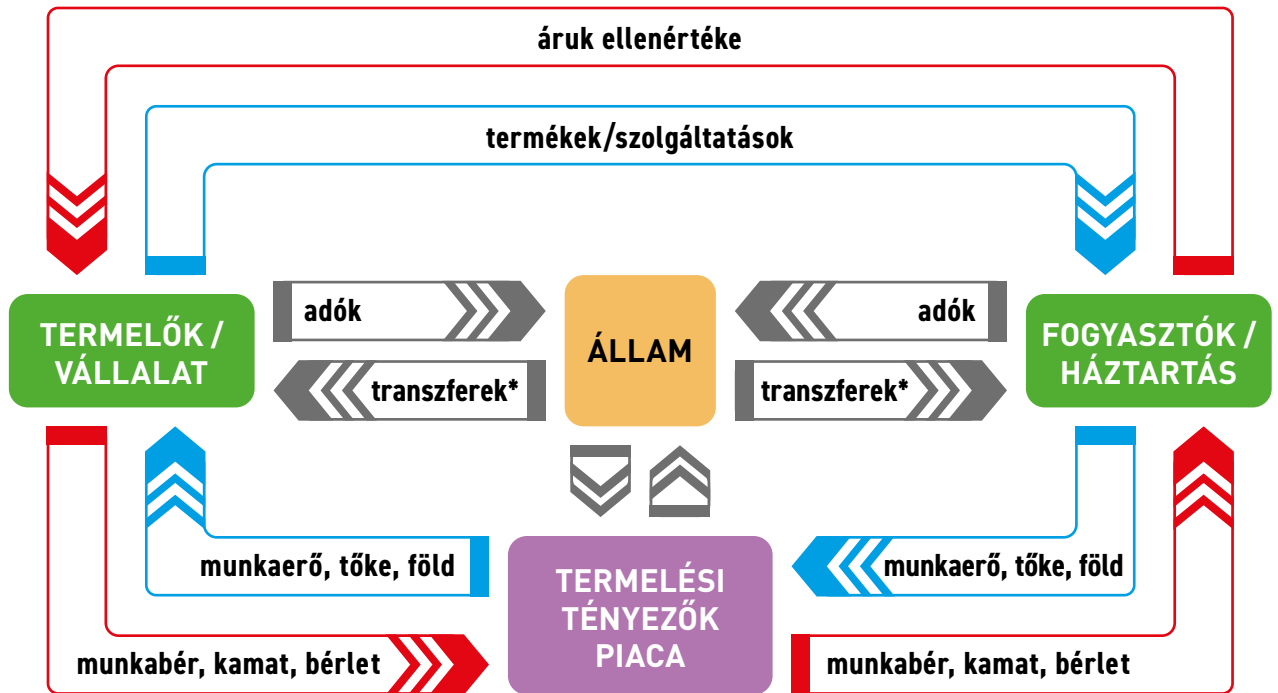 áruk ellenértéke
termékek/szolgáltatások
TERMELŐK /
VÁLLALAT
adók
transzferek*
ÁLLAM
adók
transzferek*
FOGYASZTÓK /
HÁZTARTÁS
munkaerő, tőke, föld
munkabér, kamat, bérlet
TERMELÉSI
TÉNYEZŐK
PIACA
munkaerő, tőke, föld
munkabér, kamat, bérlet